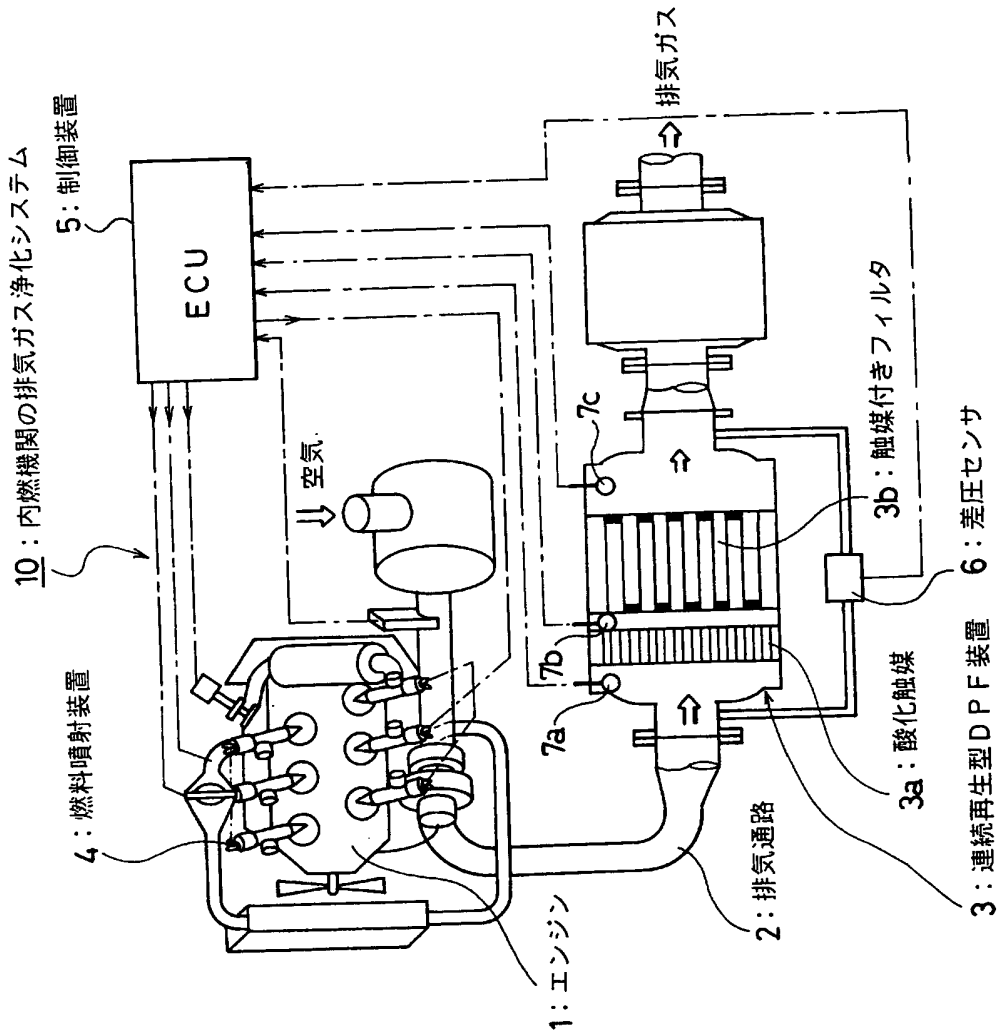 10：内燃機関の排気ガス浄化システム
5：制御装置
ECU
4：燃料噴射装置
空気
排気ガス
1：エンジン
2：排気通路
7a
7b
7c
3a：酸化触媒
3b：触媒付きフィルタ
3：連続再生型DPF装置
6：差圧センサ